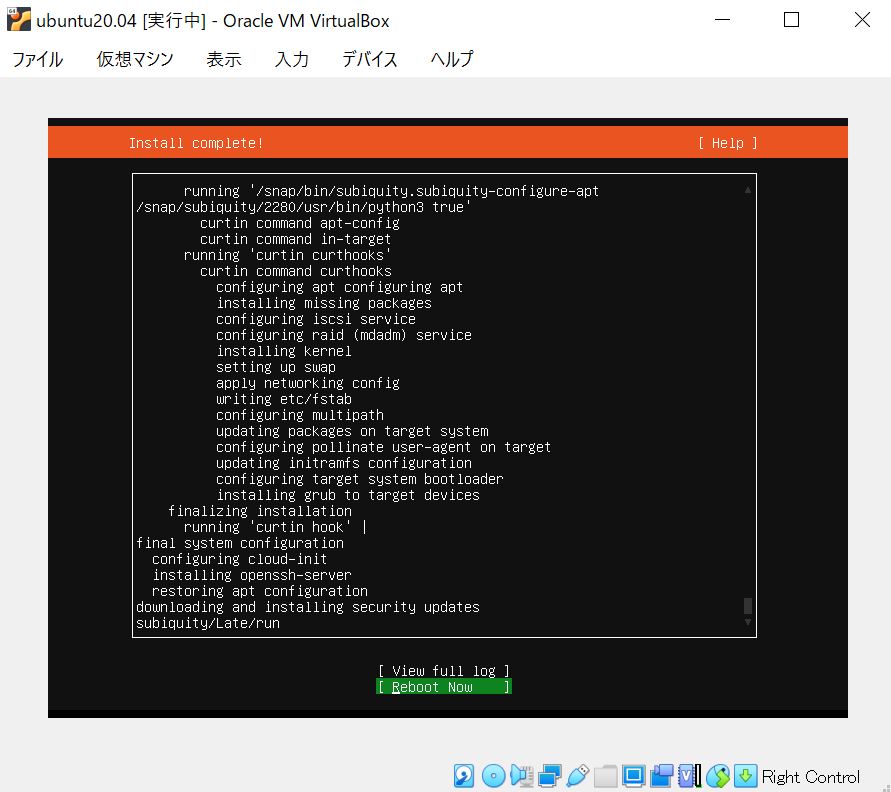 ubuntu20.04 [実行中] - Oracle VM VirtualBox
ファイル 仮想マシン 表示 入力 デバイス ヘルプ
Install complete! [ Help ]
running '/snap/bin/subiquity.subiquity-configure-apt
/snap/subiquity/2280/usr/bin/python3 true'
curtin command apt-config
curtin command in-target
running 'curtin curthooks'
curtin command curthooks
configuring apt configuring apt
installing missing packages
configuring iscsi service
configuring raid (mdadm) service
installing kernel
setting up swap
apply networking config
writing etc/fstab
configuring multipath
updating packages on target system
configuring pollinate user-agent on target
updating initramfs configuration
configuring target system bootloader
installing grub to target devices
finalizing installation
running 'curtin hook' |
final system configuration
configuring cloud-init
installing openssh-server
restoring apt configuration
downloading and installing security updates
subiquity/Late/run
[ View full log ]
[ Reboot Now ]
Right Control